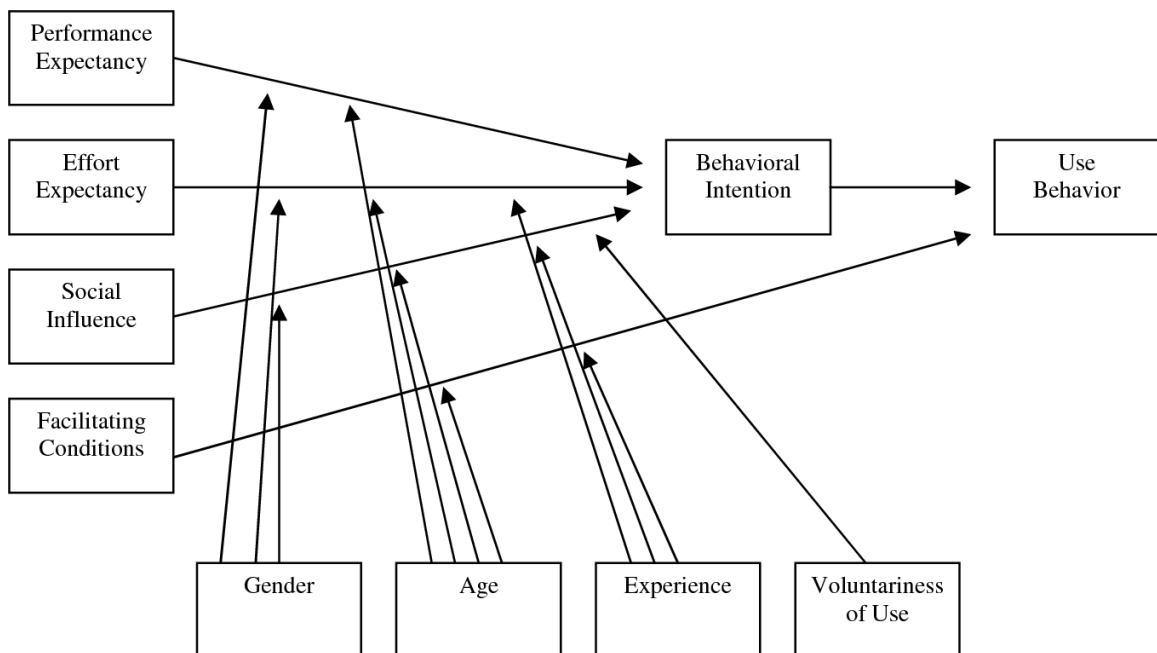 Performance
Expectancy
Effort
Expectancy
Behavioral
Intention
Use
Behavior
Social
Influence
Facilitating
Conditions
Gender
Age
Experience
Voluntariness
of Use